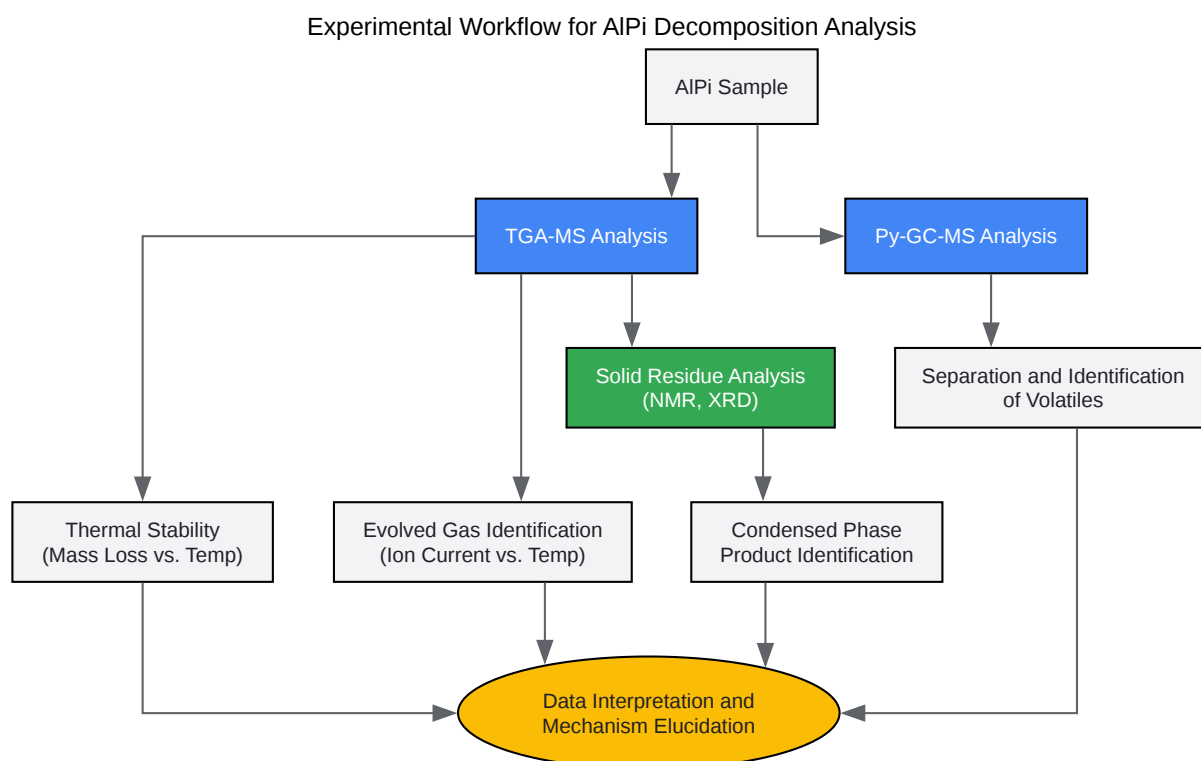 Experimental Workflow for AlPi Decomposition Analysis
AlPi Sample
TGA-MS Analysis
Py-GC-MS Analysis
Solid Residue Analysis
(NMR, XRD)
Separation and Identification
of Volatiles
Thermal Stability
(Mass Loss vs. Temp)
Evolved Gas Identification
(Ion Current vs. Temp)
Condensed Phase
Product Identification
Data Interpretation and
Mechanism Elucidation